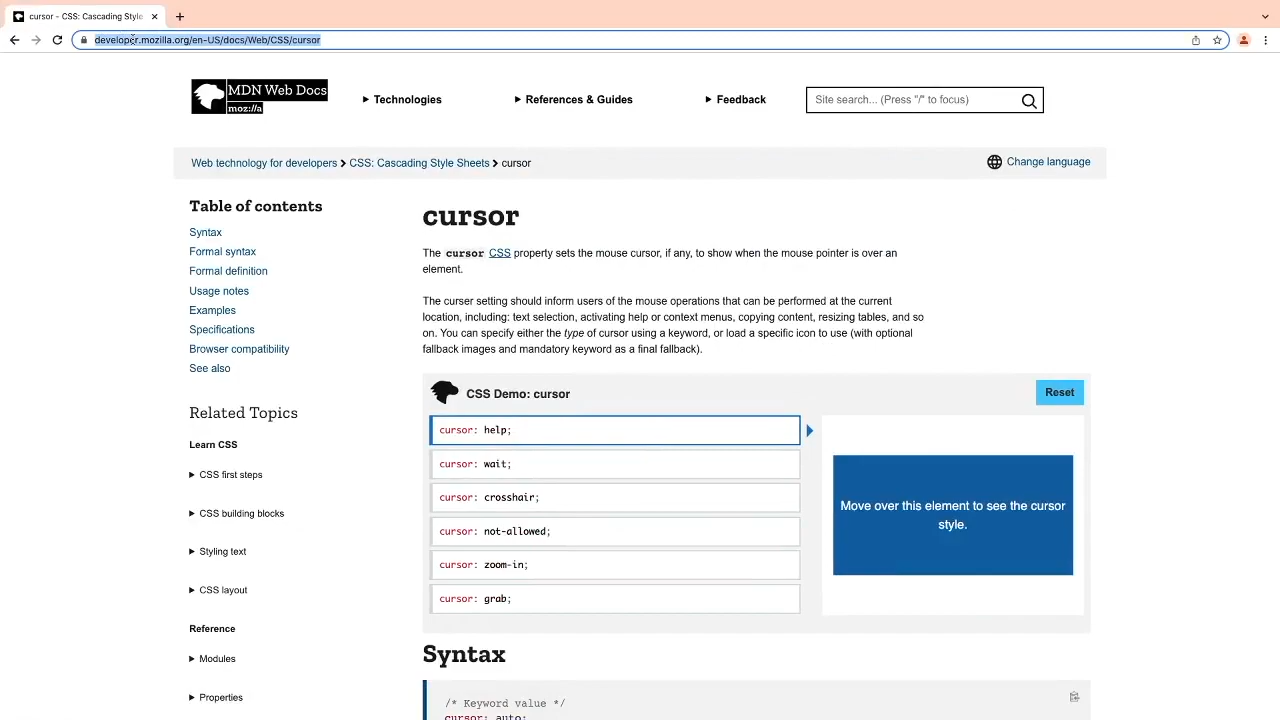 cursor - CSS: Cascading Style
developer.mozilla.org/en-US/docs/Web/CSS/cursor
MDN Web Docs
moz://a
Technologies
References & Guides
Feedback
Site search... (Press "/" to focus)
Web technology for developers
CSS: Cascading Style Sheets
cursor
Change language
Table of contents
Syntax
Formal syntax
Formal definition
Usage notes
Examples
Specifications
Browser compatibility
See also
Related Topics
Learn CSS
CSS first steps
CSS building blocks
Styling text
CSS layout
Reference
Modules
Properties
cursor
The cursor CSS property sets the mouse cursor, if any, to show when the mouse pointer is over an
element.
The curser setting should inform users of the mouse operations that can be performed at the current
location, including: text selection, activating help or context menus, copying content, resizing tables, and so
on. You can specify either the type of cursor using a keyword, or load a specific icon to use (with optional
fallback images and mandatory keyword as a final fallback).
CSS Demo: cursor
Reset
cursor: help;
cursor: wait;
cursor: crosshair;
cursor: not-allowed;
cursor: zoom-in;
cursor: grab;
Move over this element to see the cursor
style.
Syntax
/* Keyword value */
cursor: auto;